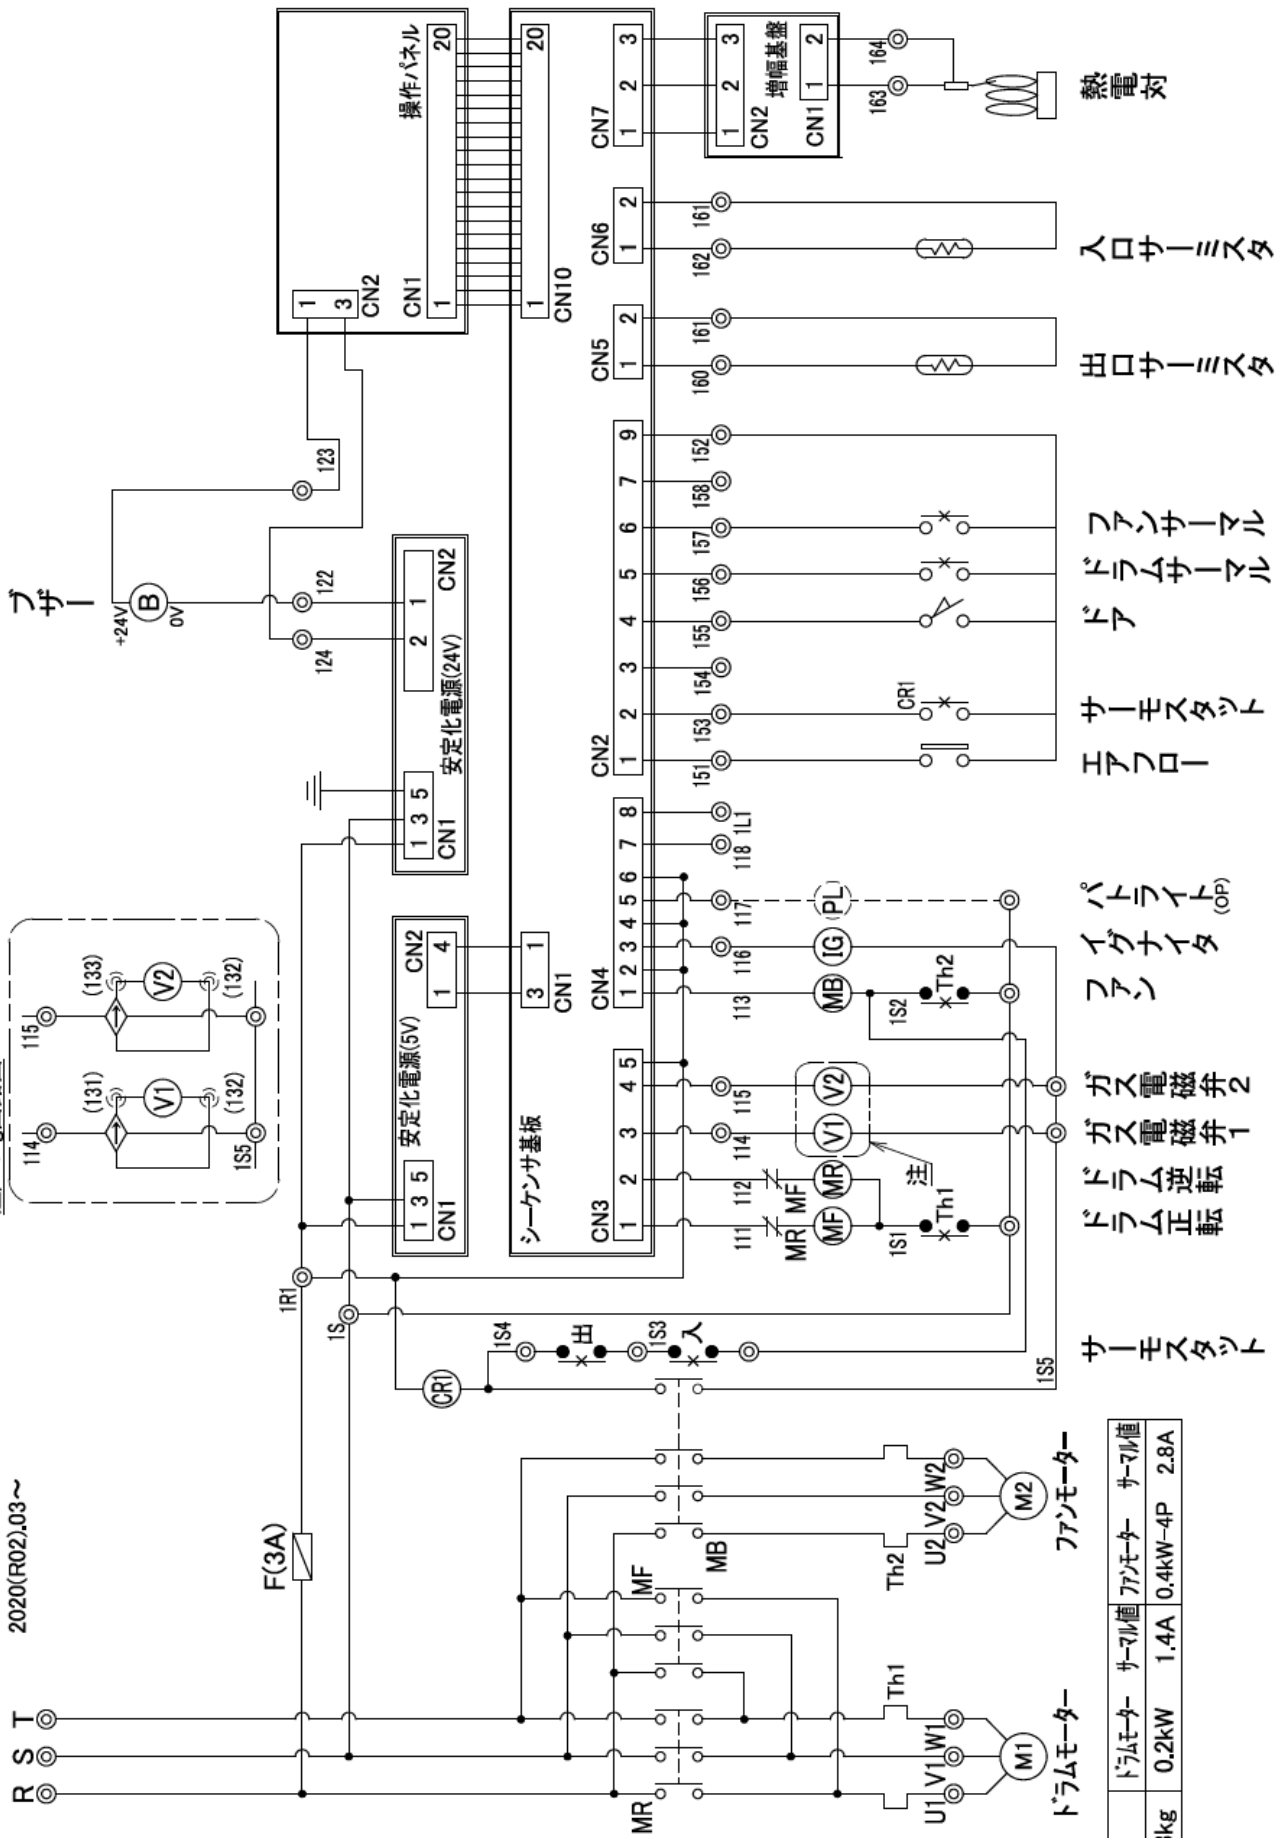 2020(R02).03~
R S T
F(3A)
1R1
1S
114
115
(131)
(133)
V1
V2
(132)
(132)
1S5
ブザー
+24V
B
0V
122
123
124
操作パネル
1 3
CN2
CN1
1 20
安定化電源(5V)
CN1
1 3 5
CN2
1 4
安定化電源(24V)
CN1
1 3 5
CN2
2 1
シーケンサ基板
CN1
3 1
CN10
1 20
CN3
1 2 3 4 5
CN4
1 2 3 4 5 6 7 8
CN2
1 2 3 4 5 6 7 9
CN5
1 2
CN6
1 2
CN7
1 2 3
CN2
1 2 3
増幅基盤
CN1
1 2
111
112
114
115
113
116
117
118
1L1
151
153
154
155
156
157
158
152
160
161
162
161
163
164
MR
MF
MF
MR
V1
V2
MB
IG
(PL)
注
1S1
Th1
1S2
Th2
CR1
CR1
1S4
出
1S3
入
1S5
MR
MF
MB
Th1
Th2
U1 V1 W1
U2 V2 W2
M1
M2
ドラムモーター
ファンモーター
サーモスタット
ドラム正転
ドラム逆転
ガス電磁弁1
ガス電磁弁2
ファン
イグナイタ
パトライト(OP)
エアフロー
サーモスタット
ドア
ドラムサーマル
ファンサーマル
出口サーミスタ
入口サーミスタ
熱電対
ドラムモーター サーマル値 ファンモーター サーマル値
kg 0.2kW 1.4A 0.4kW-4P 2.8A